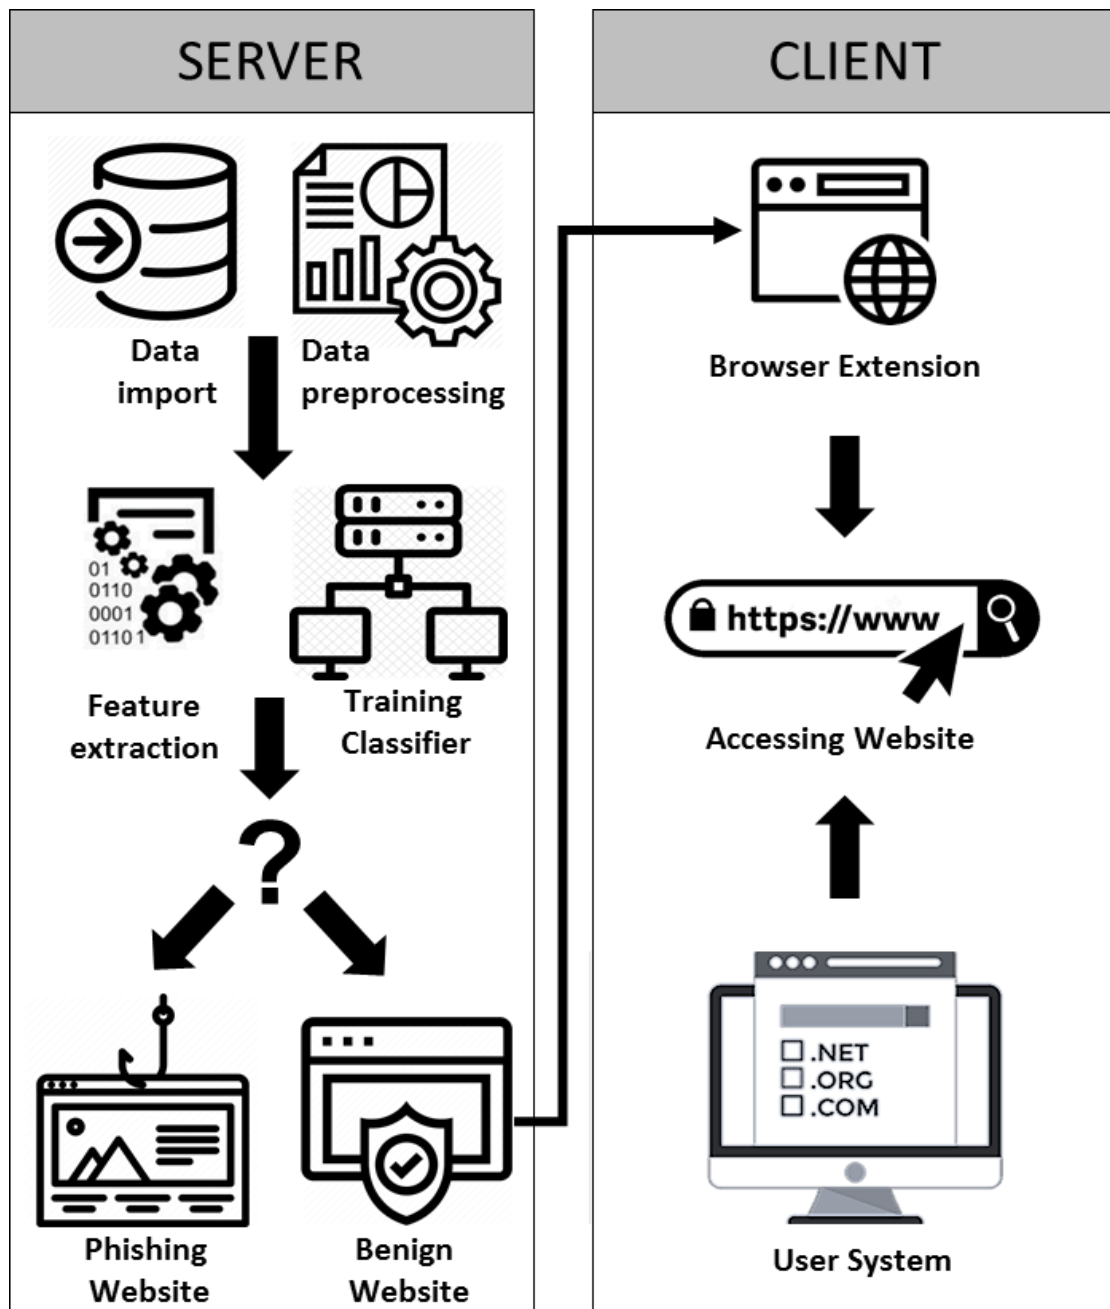 SERVER
Data
import
Data
preprocessing
01
0110
0001
01101
Feature
extraction
Training
Classifier
?
Phishing
Website
Benign
Website
CLIENT
Browser Extension
https://www
Accessing Website
.NET
.ORG
.COM
User System